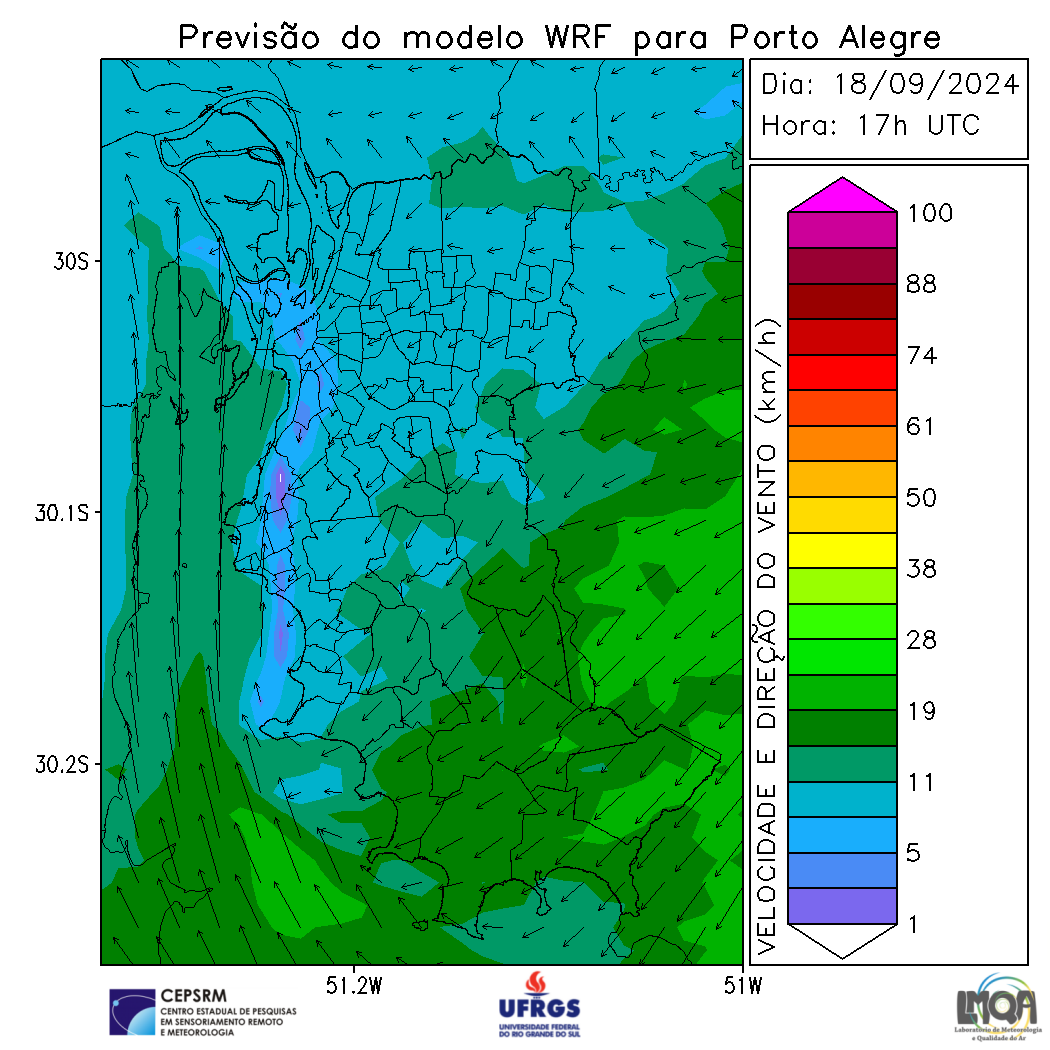 Previsão do modelo WRF para Porto Alegre
Dia: 18/09/2024
Hora: 17h UTC
30S
30.1S
30.2S
51.2W
51W
VELOCIDADE E DIREÇÃO DO VENTO (km/h)
100
88
74
61
50
38
28
19
11
5
1
CEPSRM
CENTRO ESTADUAL DE PESQUISAS
EM SENSORIAMENTO REMOTO
E METEOROLOGIA
UFRGS
UNIVERSIDADE FEDERAL
DO RIO GRANDE DO SUL
LMQA
Laboratório de Meteorologia
e Qualidade do Ar